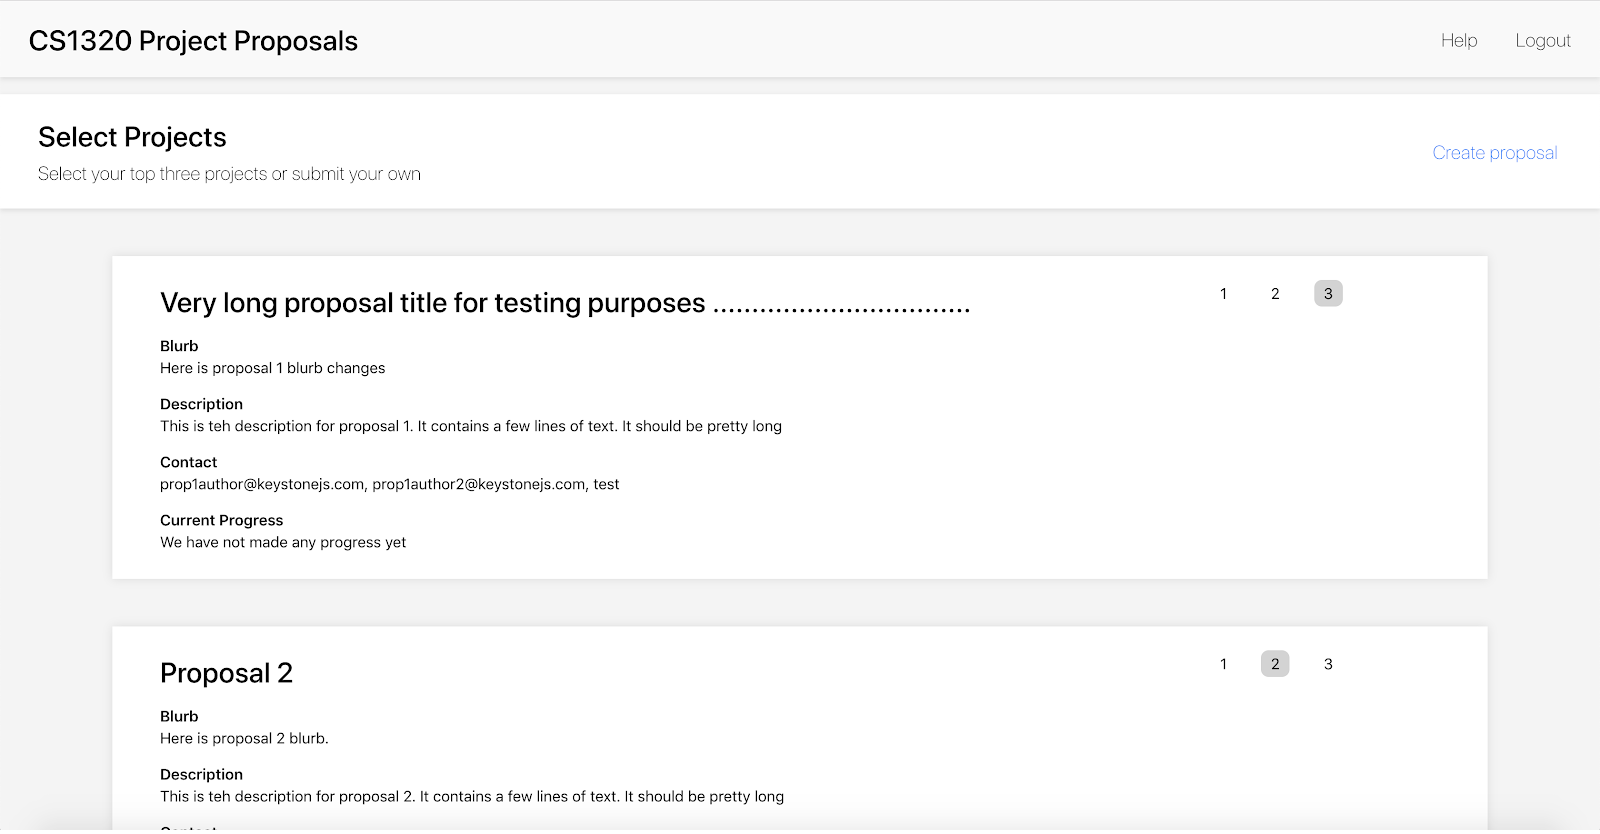 CS1320 Project Proposals
Help
Logout
Select Projects
Select your top three projects or submit your own
Create proposal
Very long proposal title for testing purposes .................................
1 2 3
Blurb
Here is proposal 1 blurb changes
Description
This is teh description for proposal 1. It contains a few lines of text. It should be pretty long
Contact
prop1author@keystonejs.com, prop1author2@keystonejs.com, test
Current Progress
We have not made any progress yet
Proposal 2
1 2 3
Blurb
Here is proposal 2 blurb.
Description
This is teh description for proposal 2. It contains a few lines of text. It should be pretty long